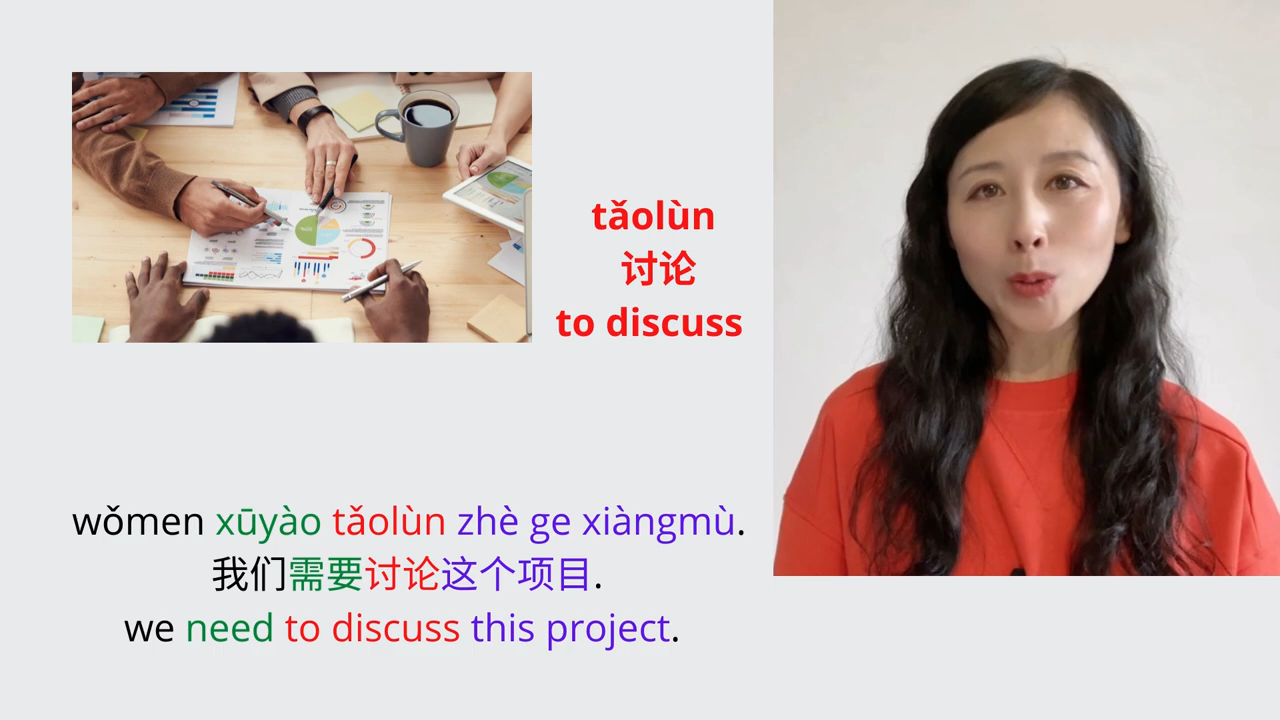 tǎolùn
讨论
to discuss
wǒmen xūyào tǎolùn zhè ge xiàngmù.
我们需要讨论这个项目.
we need to discuss this project.